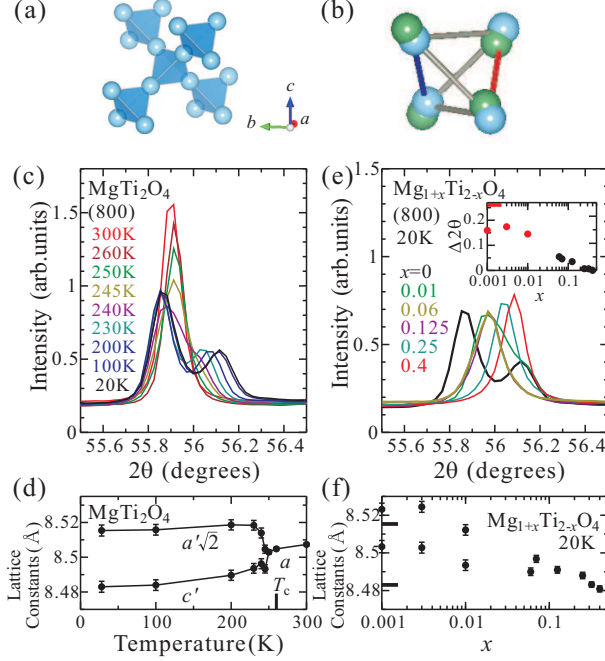 (a)
(b)
c
b
a
(c)
MgTi₂O₄
(800)
300K
260K
250K
245K
240K
230K
200K
100K
20K
Intensity (arb.units)
1.5
1
0.5
0
55.6
55.8
56
56.2
56.4
2θ (degrees)
(e)
Mg₁₊ₓTi₂₋ₓO₄
(800)
20K
x=0
0.01
0.06
0.125
0.25
0.4
Intensity (arb.units)
1.5
1
0.5
0
55.6
55.8
56
56.2
56.4
2θ (degrees)
Δ2θ
0.2
0.1
0
0.001
0.01
0.1
x
(d)
MgTi₂O₄
a'√2
c'
a
Tc
Lattice
Constants (Å)
8.52
8.5
8.48
0
100
200
300
Temperature(K)
(f)
Mg₁₊ₓTi₂₋ₓO₄
20K
Lattice
Constants (Å)
8.52
8.5
8.48
0.001
0.01
0.1
x